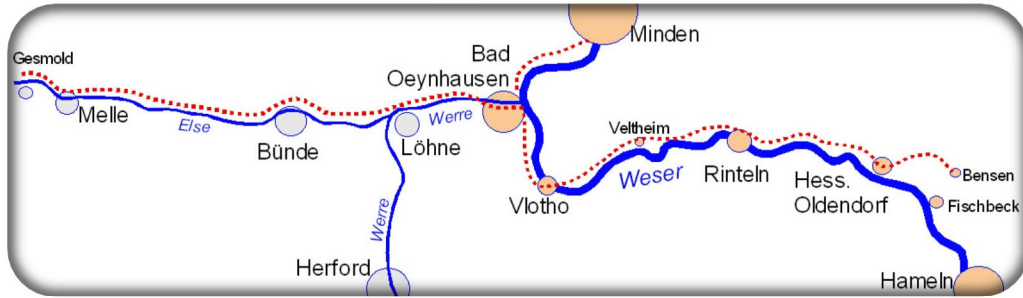 Gesmold
Melle
Else
Bünde
Löhne
Werre
Werre
Herford
Bad
Oeynhausen
Minden
Vlotho
Veltheim
Weser
Rinteln
Hess.
Oldendorf
Bensen
Fischbeck
Hameln